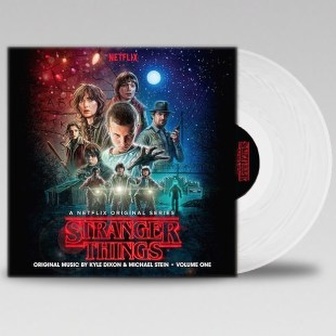 NETFLIX
A NETFLIX ORIGINAL SERIES
STRANGER
THINGS
ORIGINAL MUSIC BY KYLE DIXON & MICHAEL STEIN • VOLUME ONE